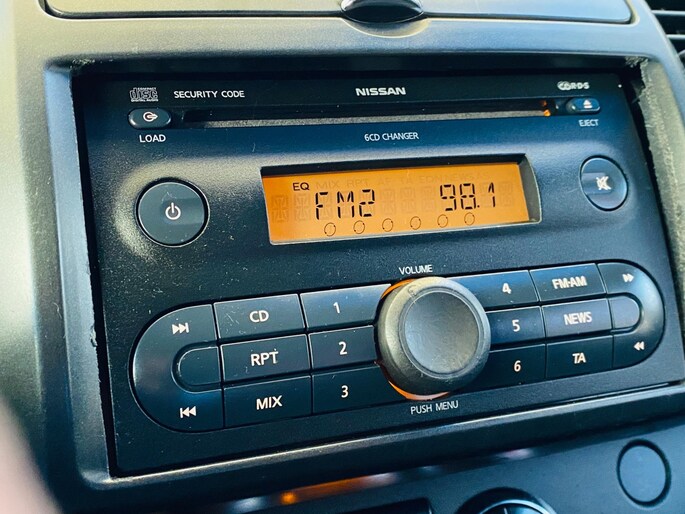 disc SECURITY CODE NISSAN RDS
LOAD 6CD CHANGER EJECT
EQ
FM2 98.1
VOLUME
CD 1 4 FM·AM
RPT 2 5 NEWS
MIX 3 6 TA
PUSH MENU